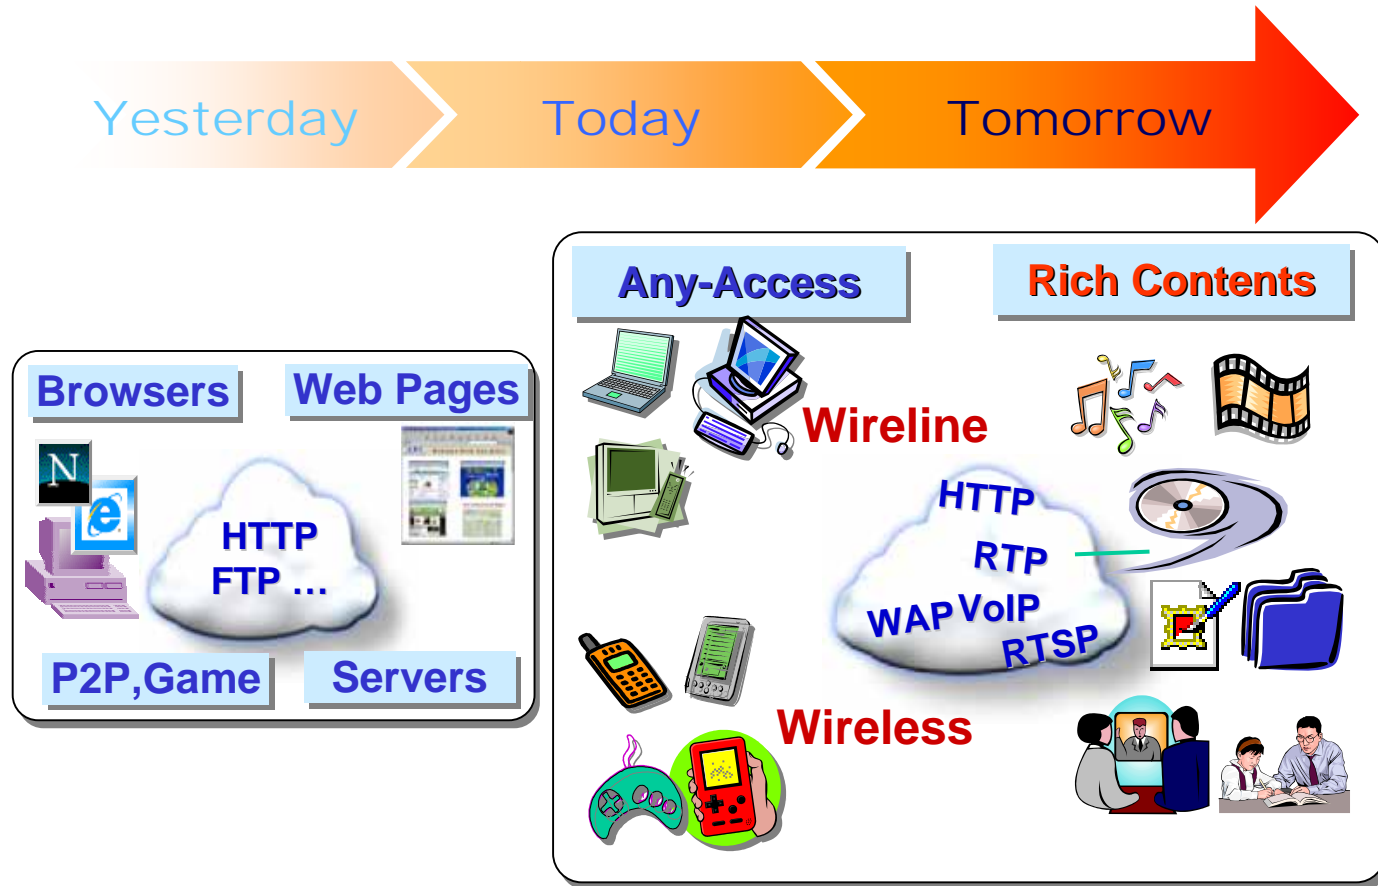 Yesterday
Today
Tomorrow
Browsers
Web Pages
N
e
HTTP
FTP ...
P2P,Game
Servers
Any-Access
Rich Contents
Wireline
HTTP
RTP
WAP
VoIP
RTSP
Wireless